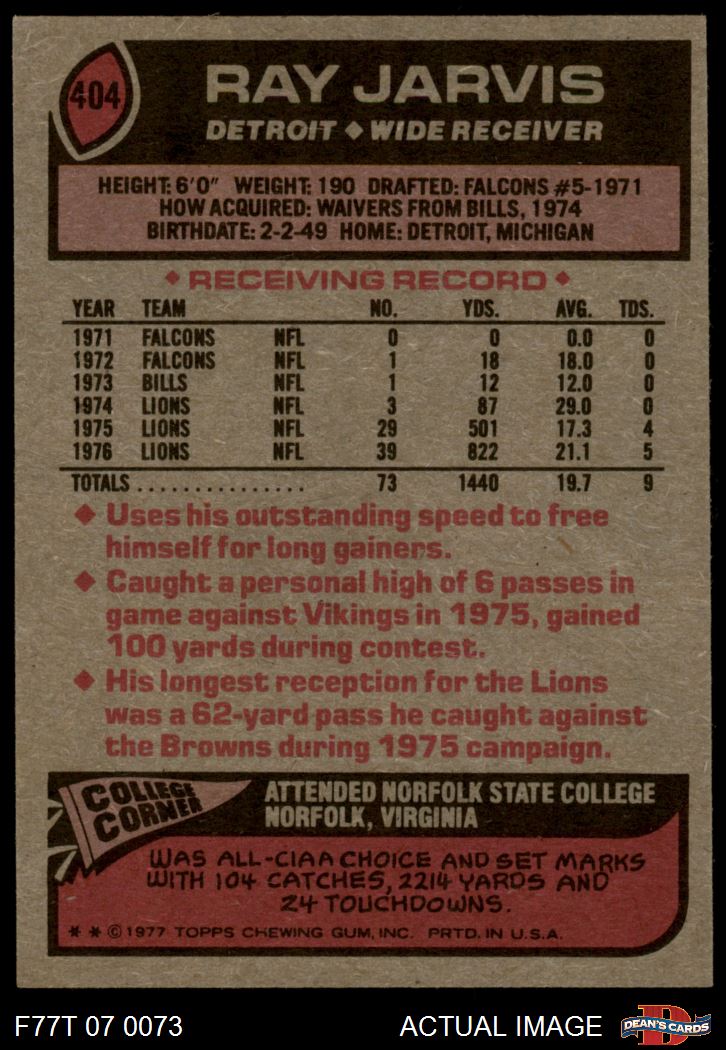 404
RAY JARVIS
DETROIT ◆ WIDE RECEIVER
HEIGHT: 6'0" WEIGHT: 190 DRAFTED: FALCONS #5-1971
HOW ACQUIRED: WAIVERS FROM BILLS, 1974
BIRTHDATE: 2-2-49 HOME: DETROIT, MICHIGAN
◆ RECEIVING RECORD ◆
YEAR TEAM NO. YDS. AVG. TDS.
1971 FALCONS NFL 0 0 0.0 0
1972 FALCONS NFL 1 18 18.0 0
1973 BILLS NFL 1 12 12.0 0
1974 LIONS NFL 3 87 29.0 0
1975 LIONS NFL 29 501 17.3 4
1976 LIONS NFL 39 822 21.1 5
TOTALS ................ 73 1440 19.7 9
◆ Uses his outstanding speed to free
himself for long gainers.
◆ Caught a personal high of 6 passes in
game against Vikings in 1975, gained
100 yards during contest.
◆ His longest reception for the Lions
was a 62-yard pass he caught against
the Browns during 1975 campaign.
COLLEGE
CORNER
ATTENDED NORFOLK STATE COLLEGE
NORFOLK, VIRGINIA
WAS ALL-CIAA CHOICE AND SET MARKS
WITH 104 CATCHES, 2214 YARDS AND
24 TOUCHDOWNS.
* * © 1977 TOPPS CHEWING GUM, INC. PRTD. IN U.S.A.
F77T 07 0073
ACTUAL IMAGE
D
DEAN'S CARDS